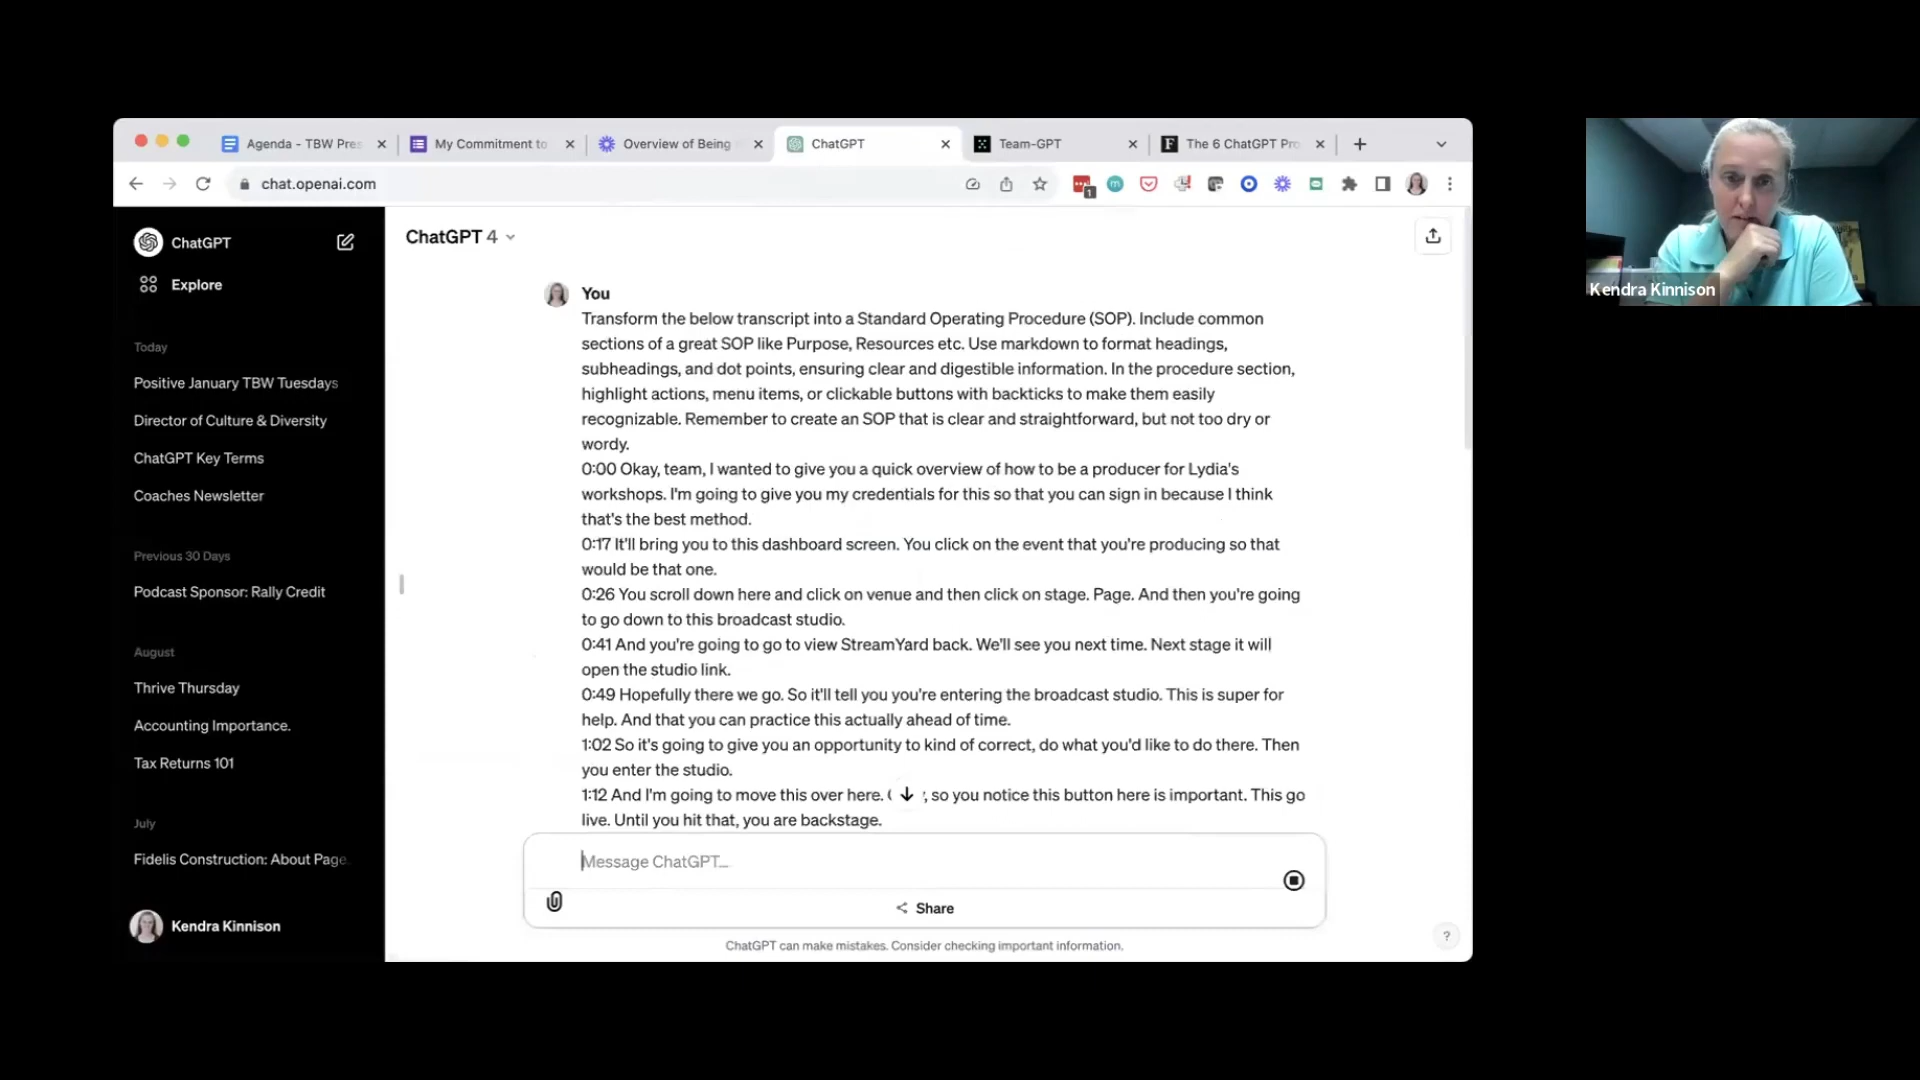 Agenda - TBW Pres
My Commitment to
Overview of Being
ChatGPT
Team-GPT
The 6 ChatGPT Pro
chat.openai.com
1
ChatGPT
Explore
Today
Positive January TBW Tuesdays
Director of Culture & Diversity
ChatGPT Key Terms
Coaches Newsletter
Previous 30 Days
Podcast Sponsor: Rally Credit
August
Thrive Thursday
Accounting Importance.
Tax Returns 101
July
Fidelis Construction: About Page
Kendra Kinnison
ChatGPT 4
You
Transform the below transcript into a Standard Operating Procedure (SOP). Include common
sections of a great SOP like Purpose, Resources etc. Use markdown to format headings,
subheadings, and dot points, ensuring clear and digestible information. In the procedure section,
highlight actions, menu items, or clickable buttons with backticks to make them easily
recognizable. Remember to create an SOP that is clear and straightforward, but not too dry or
wordy.
0:00 Okay, team, I wanted to give you a quick overview of how to be a producer for Lydia's
workshops. I'm going to give you my credentials for this so that you can sign in because I think
that's the best method.
0:17 It'll bring you to this dashboard screen. You click on the event that you're producing so that
would be that one.
0:26 You scroll down here and click on venue and then click on stage. Page. And then you're going
to go down to this broadcast studio.
0:41 And you're going to go to view StreamYard back. We'll see you next time. Next stage it will
open the studio link.
0:49 Hopefully there we go. So it'll tell you you're entering the broadcast studio. This is super for
help. And that you can practice this actually ahead of time.
1:02 So it's going to give you an opportunity to kind of correct, do what you'd like to do there. Then
you enter the studio.
1:12 And I'm going to move this over here. , so you notice this button here is important. This go
live. Until you hit that, you are backstage.
Message ChatGPT...
Share
ChatGPT can make mistakes. Consider checking important information.
?
Kendra Kinnison